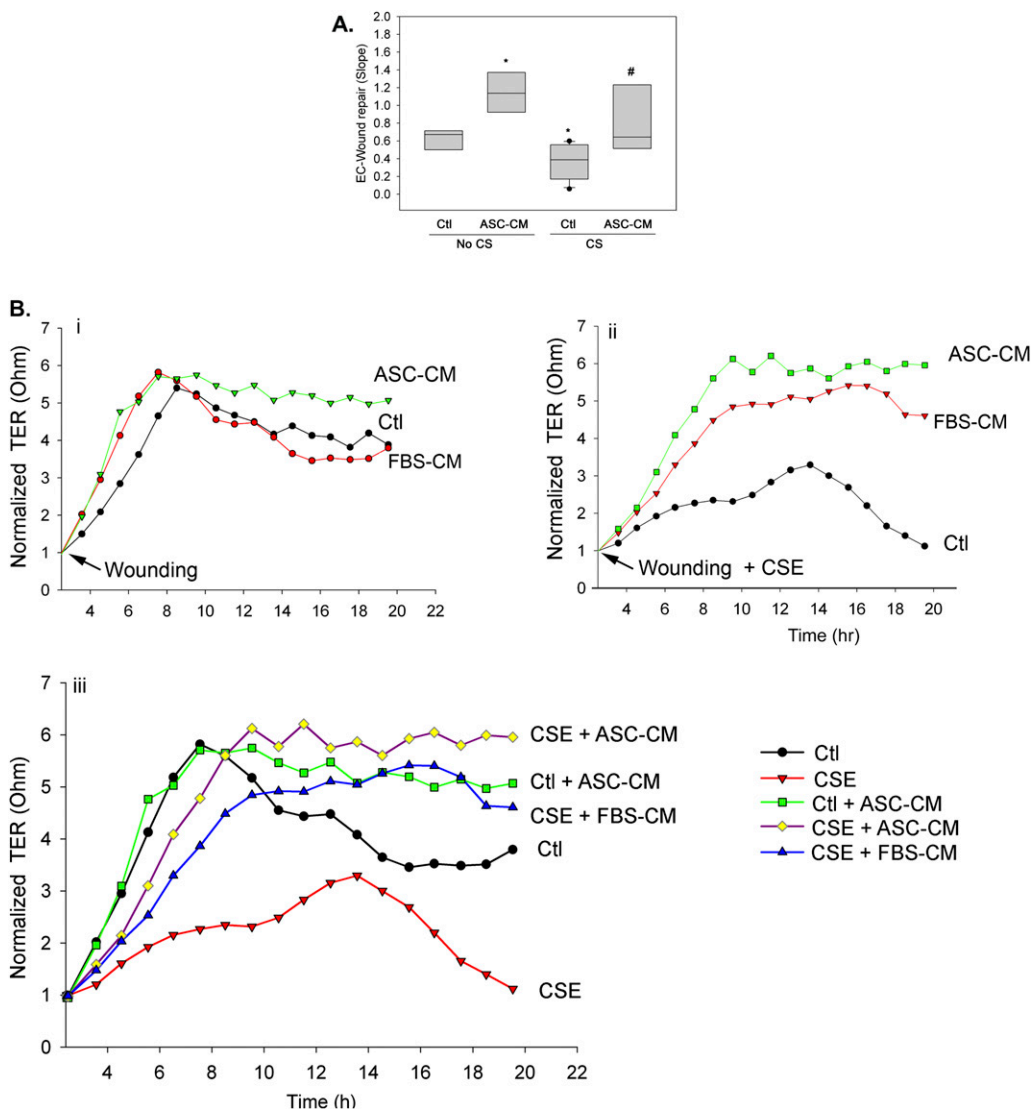 A.
EC-Wound repair (Slope)
2.0
1.8
1.6
1.4
1.2
1.0
0.8
0.6
0.4
0.2
0.0
*
*
#
Ctl ASC-CM Ctl ASC-CM
No CS CS
B.
i
Normalized TER (Ohm)
7
6
5
4
3
2
1
0
ASC-CM
Ctl
FBS-CM
Wounding
4 6 8 10 12 14 16 18 20 22
ii
Normalized TER (Ohm)
7
6
5
4
3
2
1
0
ASC-CM
FBS-CM
Ctl
Wounding + CSE
4 6 8 10 12 14 16 18 20
Time (hr)
iii
Normalized TER (Ohm)
7
6
5
4
3
2
1
0
CSE + ASC-CM
Ctl + ASC-CM
CSE + FBS-CM
Ctl
CSE
4 6 8 10 12 14 16 18 20 22
Time (h)
Ctl
CSE
Ctl + ASC-CM
CSE + ASC-CM
CSE + FBS-CM